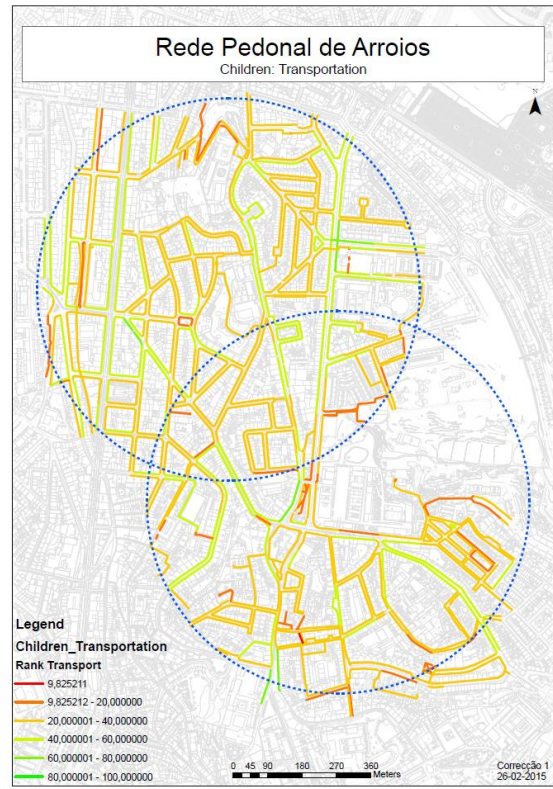 Rede Pedonal de Arroios
Children: Transportation
N
Legend
Children_Transportation
Rank Transport
9,825211
9,825212 - 20,000000
20,000001 - 40,000000
40,000001 - 60,000000
60,000001 - 80,000000
80,000001 - 100,000000
0 45 90 180 270 360
Meters
Correcção 1
26-02-2015